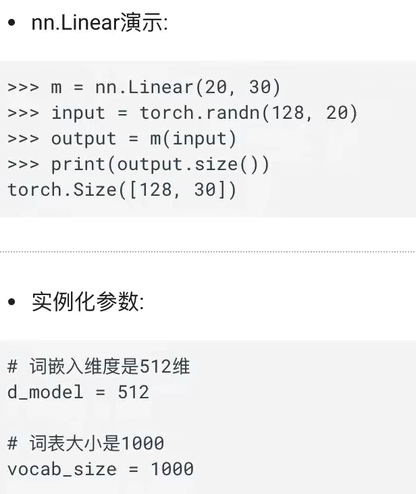 • nn.Linear演示:
>>> m = nn.Linear(20, 30)
>>> input = torch.randn(128, 20)
>>> output = m(input)
>>> print(output.size())
torch.Size([128, 30])
• 实例化参数:
# 词嵌入维度是512维
d_model = 512
# 词表大小是1000
vocab_size = 1000